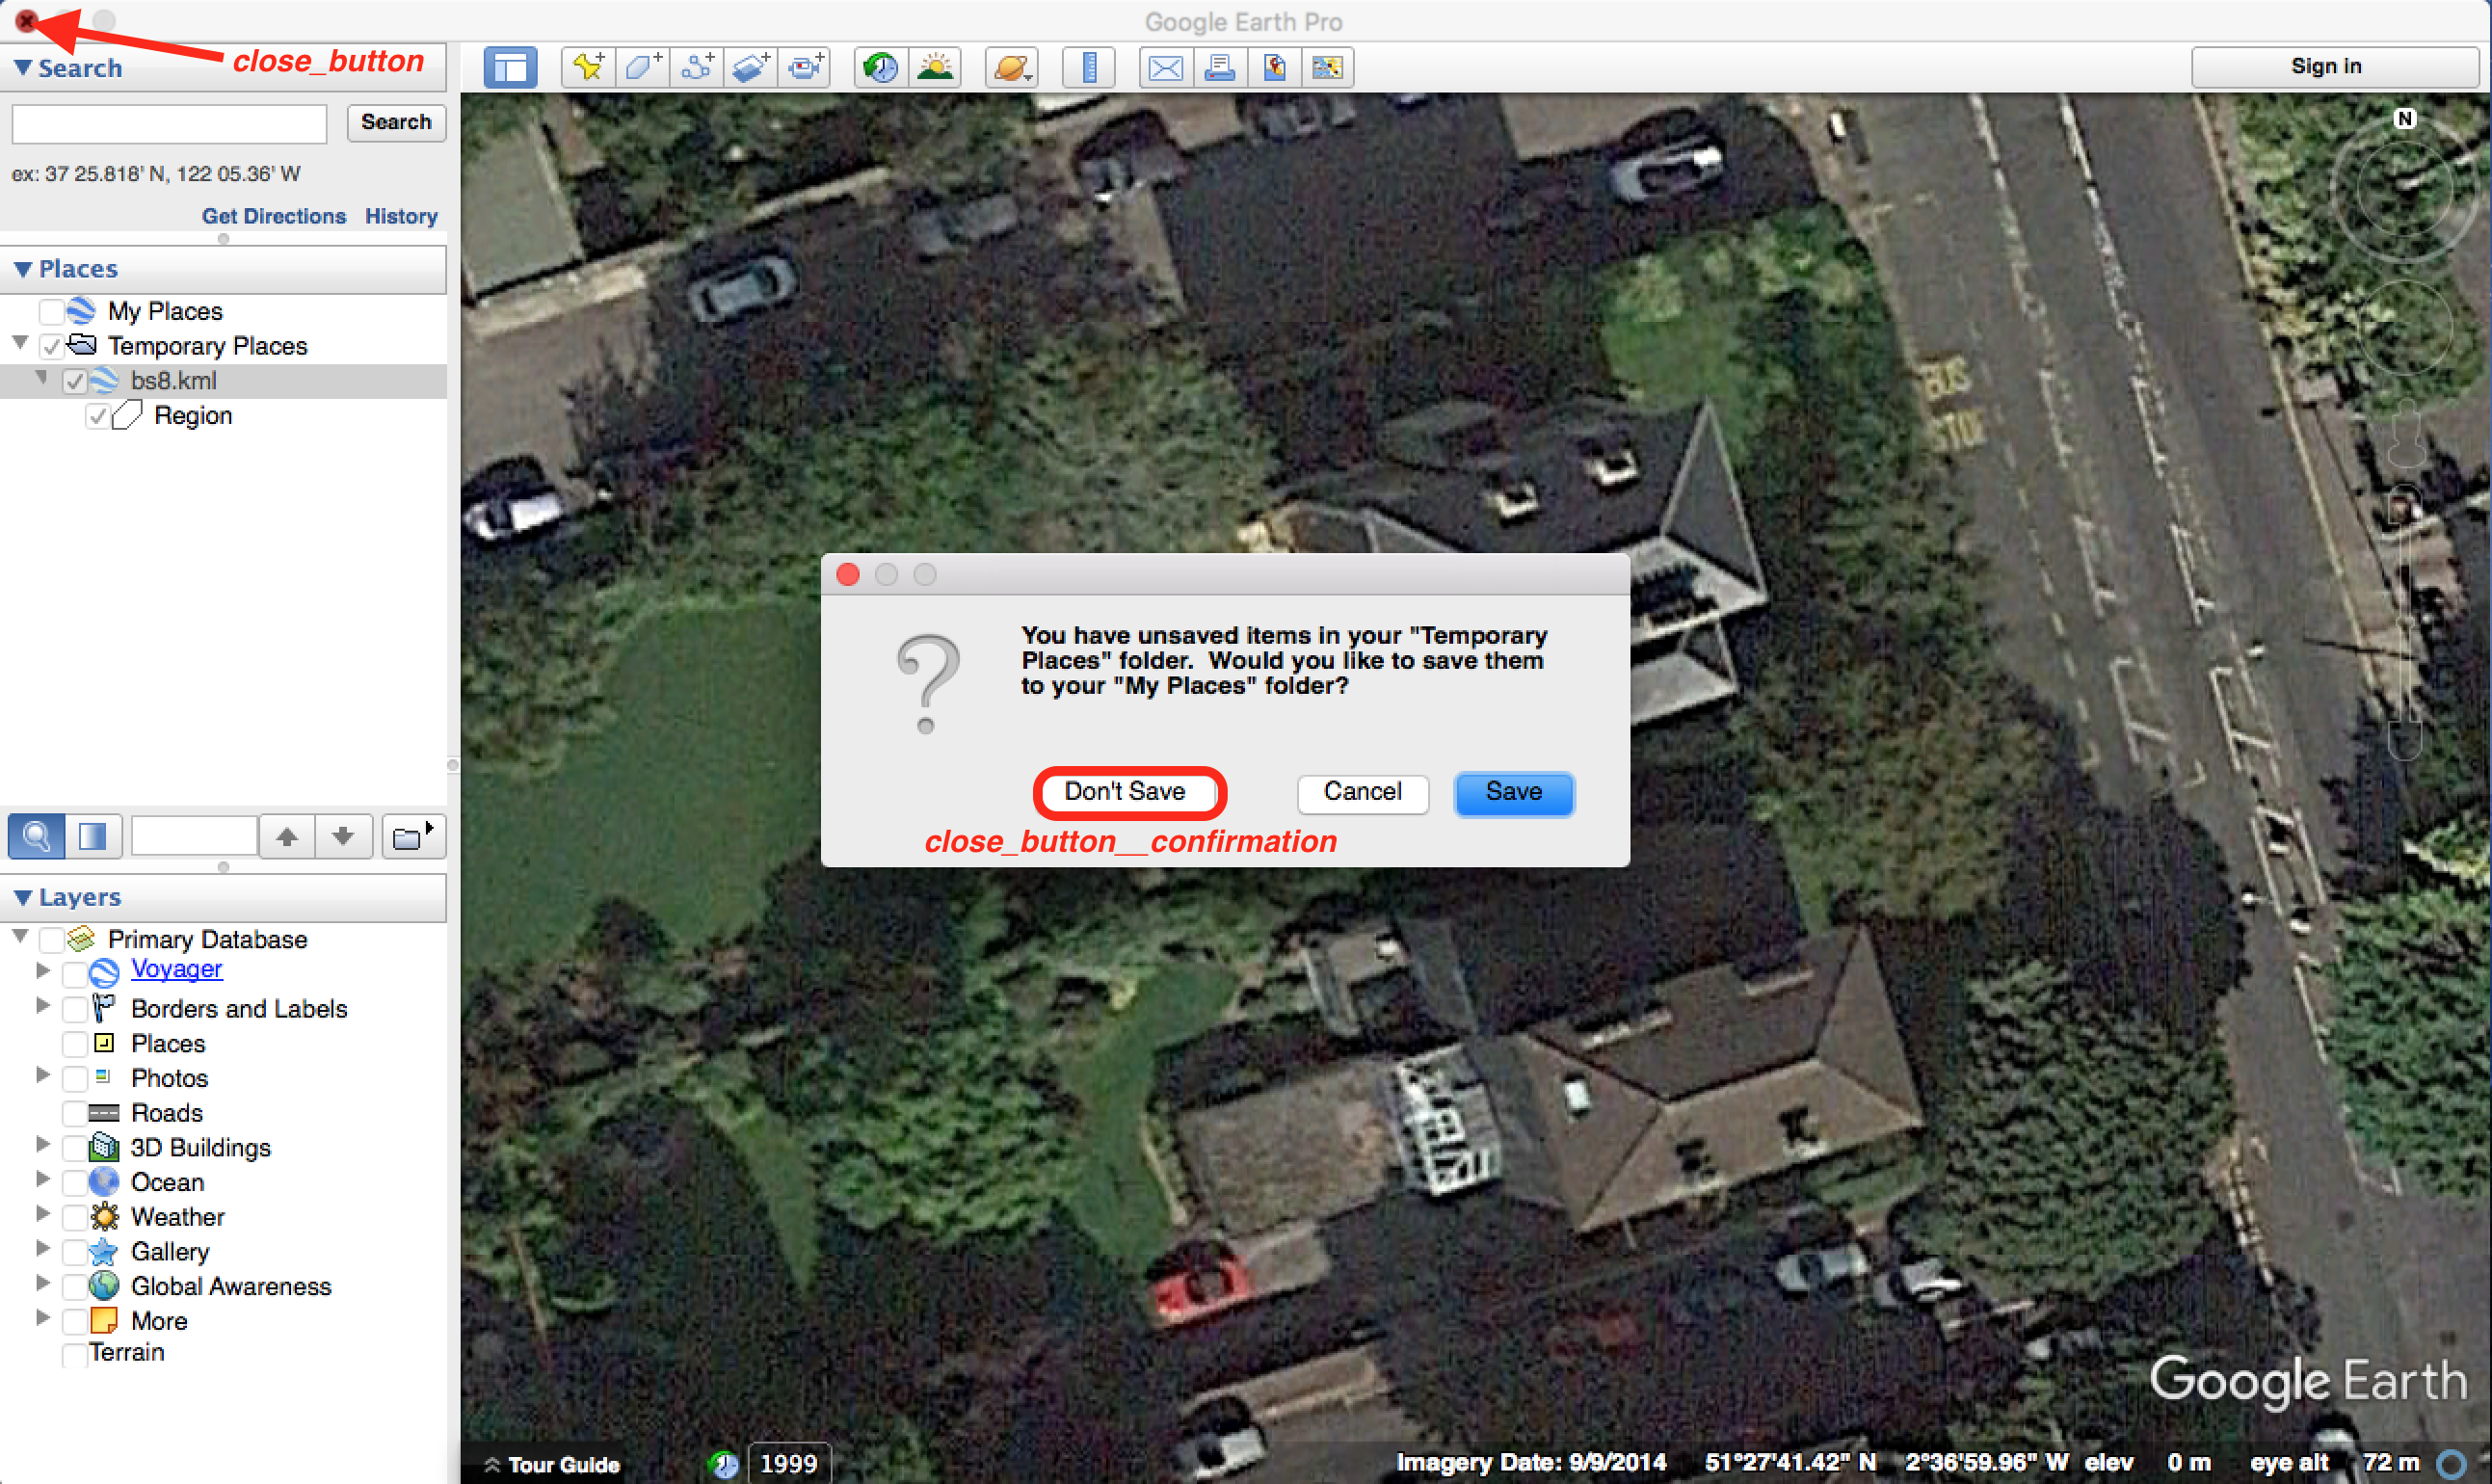 Google Earth Pro
close_button
Search
Sign in
Search
ex: 37 25.818' N, 122 05.36' W
Get Directions History
Places
My Places
Temporary Places
bs8.kml
Region
N
BUS
STOP
You have unsaved items in your "Temporary
Places" folder. Would you like to save them
to your "My Places" folder?
Don't Save Cancel Save
close_button__confirmation
Layers
Primary Database
Voyager
Borders and Labels
Places
Photos
Roads
3D Buildings
Ocean
Weather
Gallery
Global Awareness
More
Terrain
Google Earth
Tour Guide 1999 Imagery Date: 9/9/2014 51°27'41.42" N 2°36'59.96" W elev 0 m eye alt 72 m